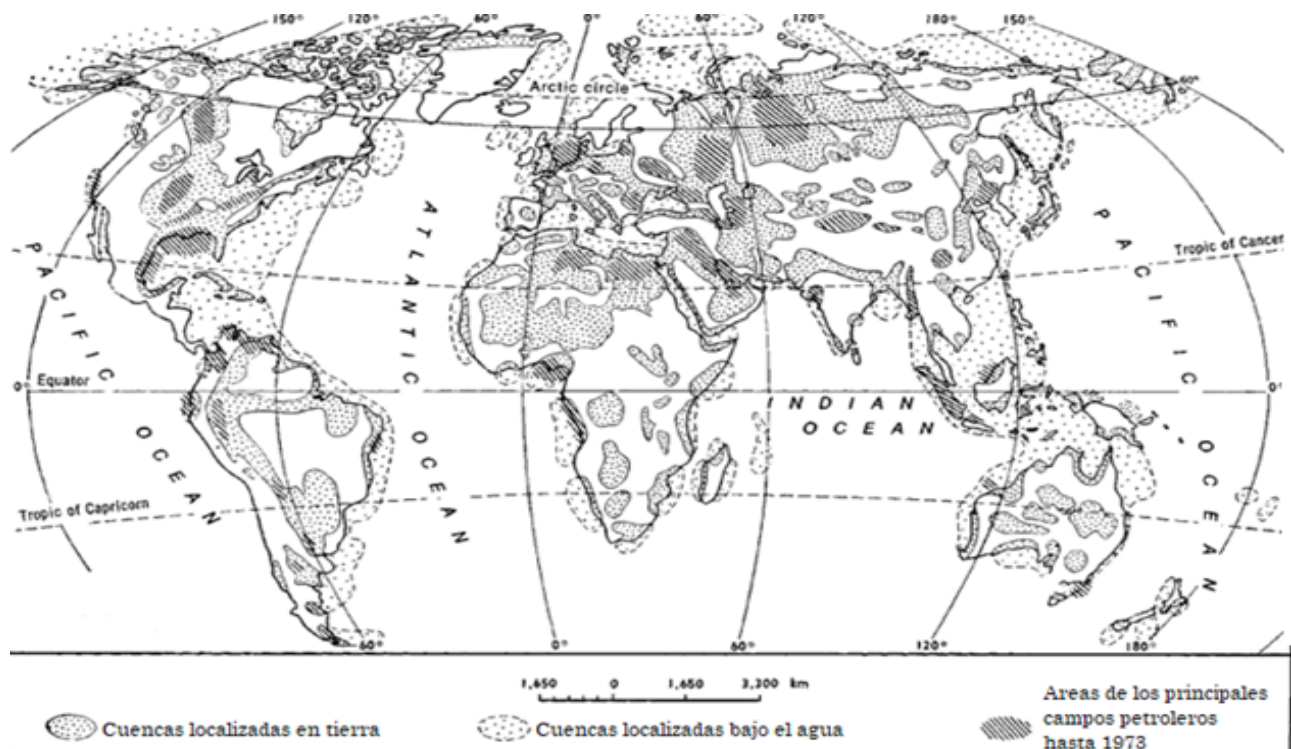 150° 120° 60° 0° 60° 120° 180° 150°
Arctic circle
60°
ATLANTIC
OCEAN
PACIFIC
OCEAN
PACIFIC
OCEAN
Tropic of Cancer
0° Equator
0°
INDIAN
OCEAN
Tropic of Capricorn
60° 0° 60° 120° 180°
1,650 0 1,650 3,300 km
Cuencas localizadas en tierra
Cuencas localizadas bajo el agua
Areas de los principales
campos petroleros
hasta 1973